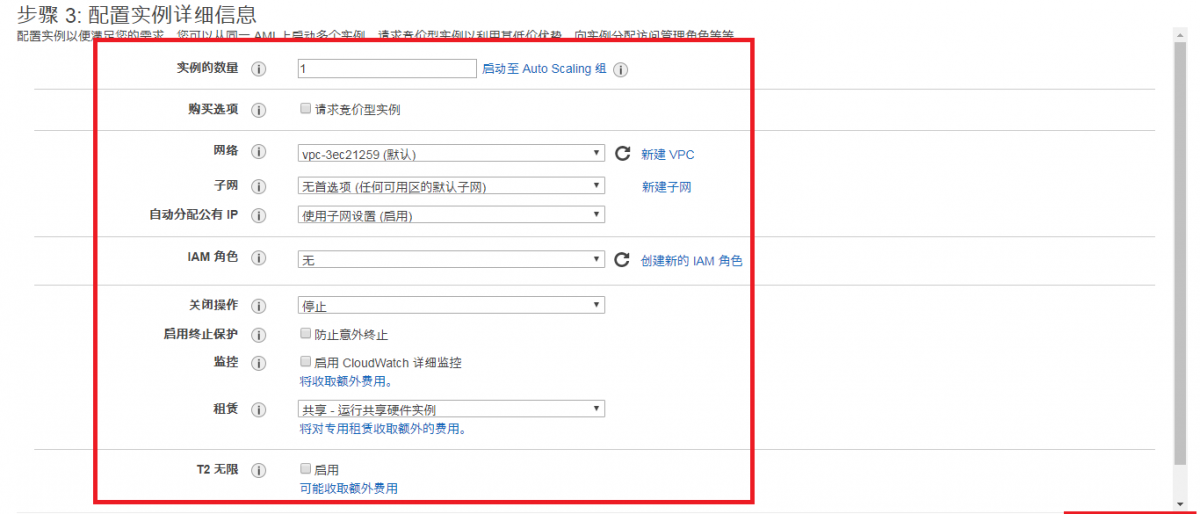 步骤 3: 配置实例详细信息
配置实例以便满足您的需求。您可以从同一 AMI 上启动多个实例，请求竞价型实例以利用其低价优势，向实例分配访问管理角色等等。
实例的数量 1 启动至 Auto Scaling 组
购买选项 请求竞价型实例
网络 vpc-3ec21259 (默认) 新建 VPC
子网 无首选项 (任何可用区的默认子网) 新建子网
自动分配公有 IP 使用子网设置 (启用)
IAM 角色 无 创建新的 IAM 角色
关闭操作 停止
启用终止保护 防止意外终止
监控 启用 CloudWatch 详细监控
将收取额外费用。
租赁 共享 - 运行共享硬件实例
将对专用租赁收取额外的费用。
T2 无限 启用
可能收取额外费用